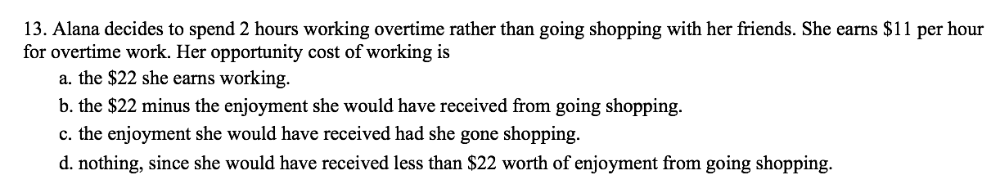 13. Alana decides to spend 2 hours working overtime rather than going shopping with her friends. She earns $11 per hour
for overtime work. Her opportunity cost of working is
a. the $22 she earns working.
b. the $22 minus the enjoyment she would have received from going shopping.
c. the enjoyment she would have received had she gone shopping.
d. nothing, since she would have received less than $22 worth of enjoyment from going shopping.